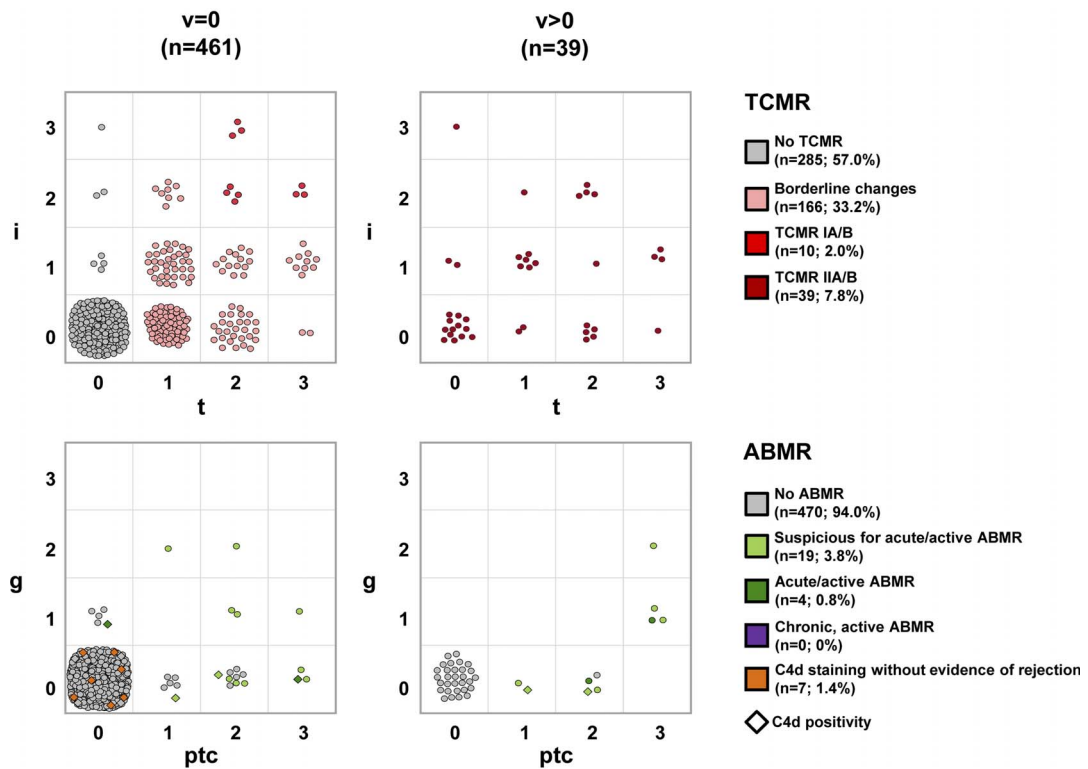 v=0
(n=461)
v>0
(n=39)
3
2
1
0
i
0 1 2 3
t
3
2
1
0
i
0 1 2 3
t
TCMR
No TCMR
(n=285; 57.0%)
Borderline changes
(n=166; 33.2%)
TCMR IA/B
(n=10; 2.0%)
TCMR IIA/B
(n=39; 7.8%)
3
2
1
0
g
0 1 2 3
ptc
3
2
1
0
g
0 1 2 3
ptc
ABMR
No ABMR
(n=470; 94.0%)
Suspicious for acute/active ABMR
(n=19; 3.8%)
Acute/active ABMR
(n=4; 0.8%)
Chronic, active ABMR
(n=0; 0%)
C4d staining without evidence of rejection
(n=7; 1.4%)
C4d positivity